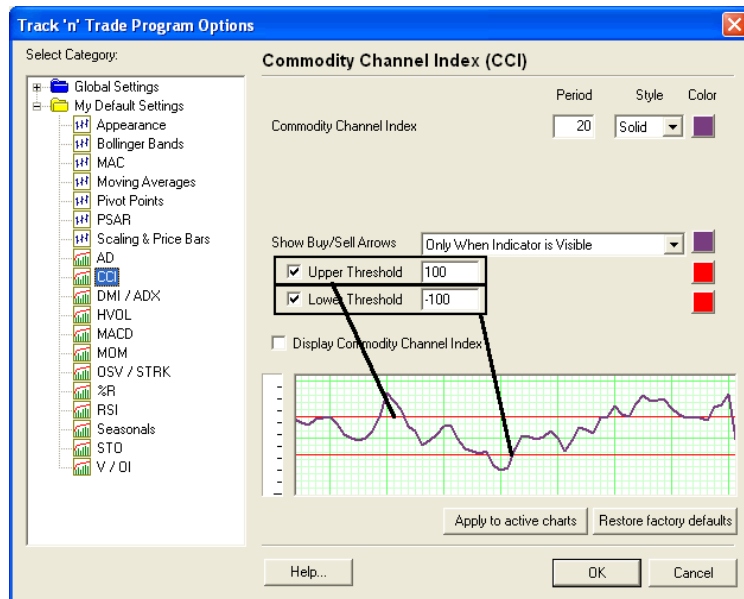 Track 'n' Trade Program Options
Select Category:
Global Settings
My Default Settings
Appearance
Bollinger Bands
MAC
Moving Averages
Pivot Points
PSAR
Scaling & Price Bars
AD
CCI
DMI / ADX
HVOL
MACD
MOM
OSV / STRK
%R
RSI
Seasonals
STO
V / OI
Commodity Channel Index (CCI)
Period Style Color
Commodity Channel Index 20 Solid
Show Buy/Sell Arrows Only When Indicator is Visible
Upper Threshold 100
Lower Threshold -100
Display Commodity Channel Index
Apply to active charts Restore factory defaults
Help... OK Cancel